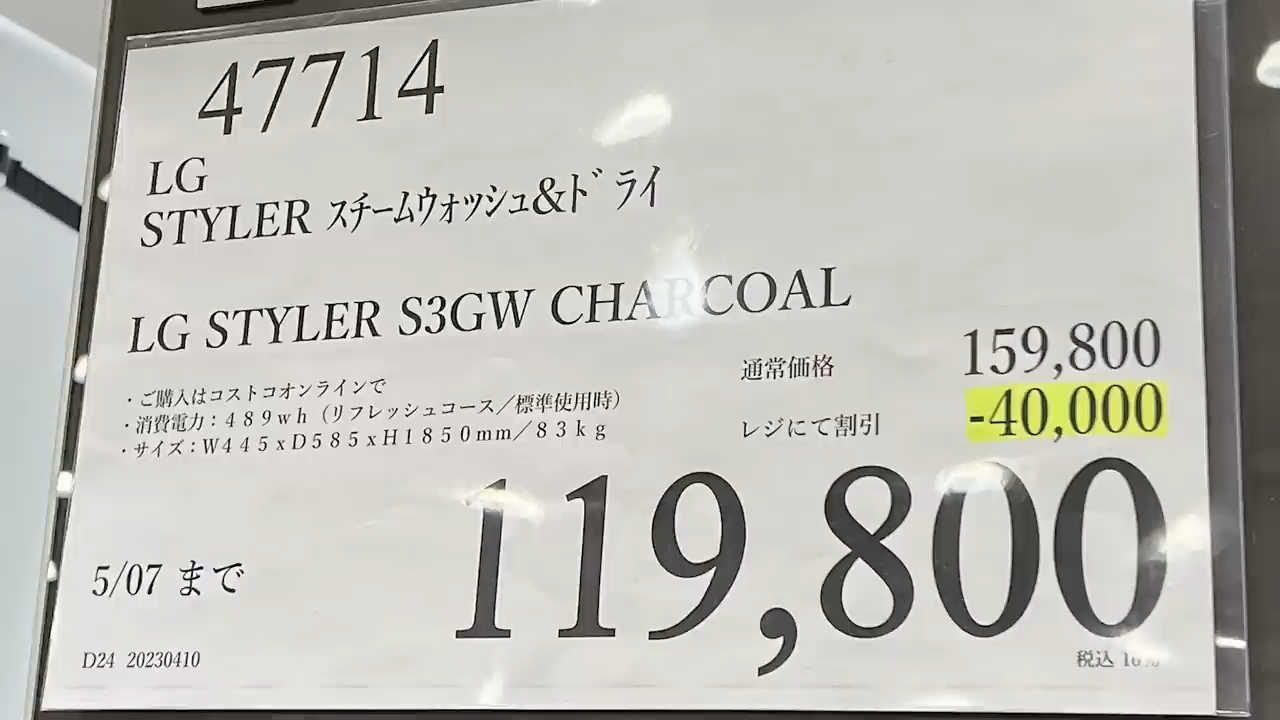 47714
LG
STYLER スチームウォッシュ&ドライ
LG STYLER S3GW CHARCOAL
・ご購入はコストコオンラインで
・消費電力：４８９ｗｈ（リフレッシュコース／標準使用時）
・サイズ：Ｗ４４５ｘＤ５８５ｘＨ１８５０ｍｍ／８３ｋｇ
通常価格 159,800
レジにて割引 -40,000
119,800
5/07 まで
D24 20230410
税込